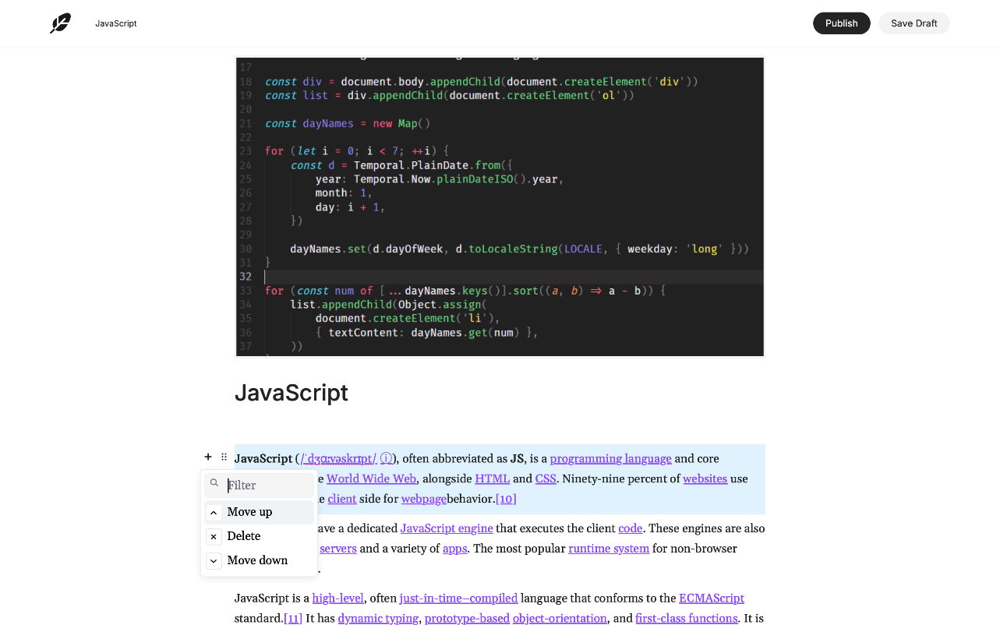 JavaScript
Publish
Save Draft
17
18 const div = document.body.appendChild(document.createElement('div'))
19 const list = div.appendChild(document.createElement('ol'))
20
21 const dayNames = new Map()
22
23 for (let i = 0; i < 7; ++i) {
24 const d = Temporal.PlainDate.from({
25 year: Temporal.Now.plainDateISO().year,
26 month: 1,
27 day: i + 1,
28 })
29
30 dayNames.set(d.dayOfWeek, d.toLocaleString(LOCALE, { weekday: 'long' }))
31 }
32
33 for (const num of [...dayNames.keys()].sort((a, b) => a - b)) {
34 list.appendChild(Object.assign(
35 document.createElement('li'),
36 { textContent: dayNames.get(num) },
37 ))
JavaScript
JavaScript (/ˈdʒɑːvəskrɪpt/ ⓘ), often abbreviated as JS, is a programming language and core
World Wide Web, alongside HTML and CSS. Ninety-nine percent of websites use
client side for webpagebehavior.[10]
Filter
Move up
Delete
Move down
a dedicated JavaScript engine that executes the client code. These engines are also
servers and a variety of apps. The most popular runtime system for non-browser
.
JavaScript is a high-level, often just-in-time–compiled language that conforms to the ECMAScript
standard.[11] It has dynamic typing, prototype-based object-orientation, and first-class functions. It is